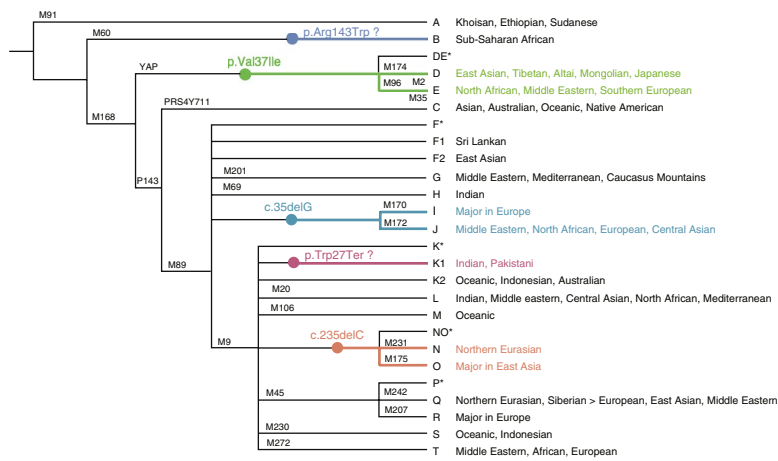 M91
A Khoisan, Ethiopian, Sudanese
M60
p.Arg143Trp ?
B Sub-Saharan African
DE*
YAP
p.Val37Ile
M174
D East Asian, Tibetan, Altai, Mongolian, Japanese
M96 M2
E North African, Middle Eastern, Southern European
M35
PRS4Y711
C Asian, Australian, Oceanic, Native American
M168
F*
F1 Sri Lankan
F2 East Asian
M201
G Middle Eastern, Mediterranean, Caucasus Mountains
P143
M69
H Indian
c.35delG
M170
I Major in Europe
M172
J Middle Eastern, North African, European, Central Asian
K*
p.Trp27Ter ?
K1 Indian, Pakistani
M89
K2 Oceanic, Indonesian, Australian
M20
L Indian, Middle eastern, Central Asian, North African, Mediterranean
M106
M Oceanic
NO*
c.235delC
M9
M231
N Northern Eurasian
M175
O Major in East Asia
P*
M45
M242
Q Northern Eurasian, Siberian > European, East Asian, Middle Eastern
M207
R Major in Europe
M230
S Oceanic, Indonesian
M272
T Middle Eastern, African, European